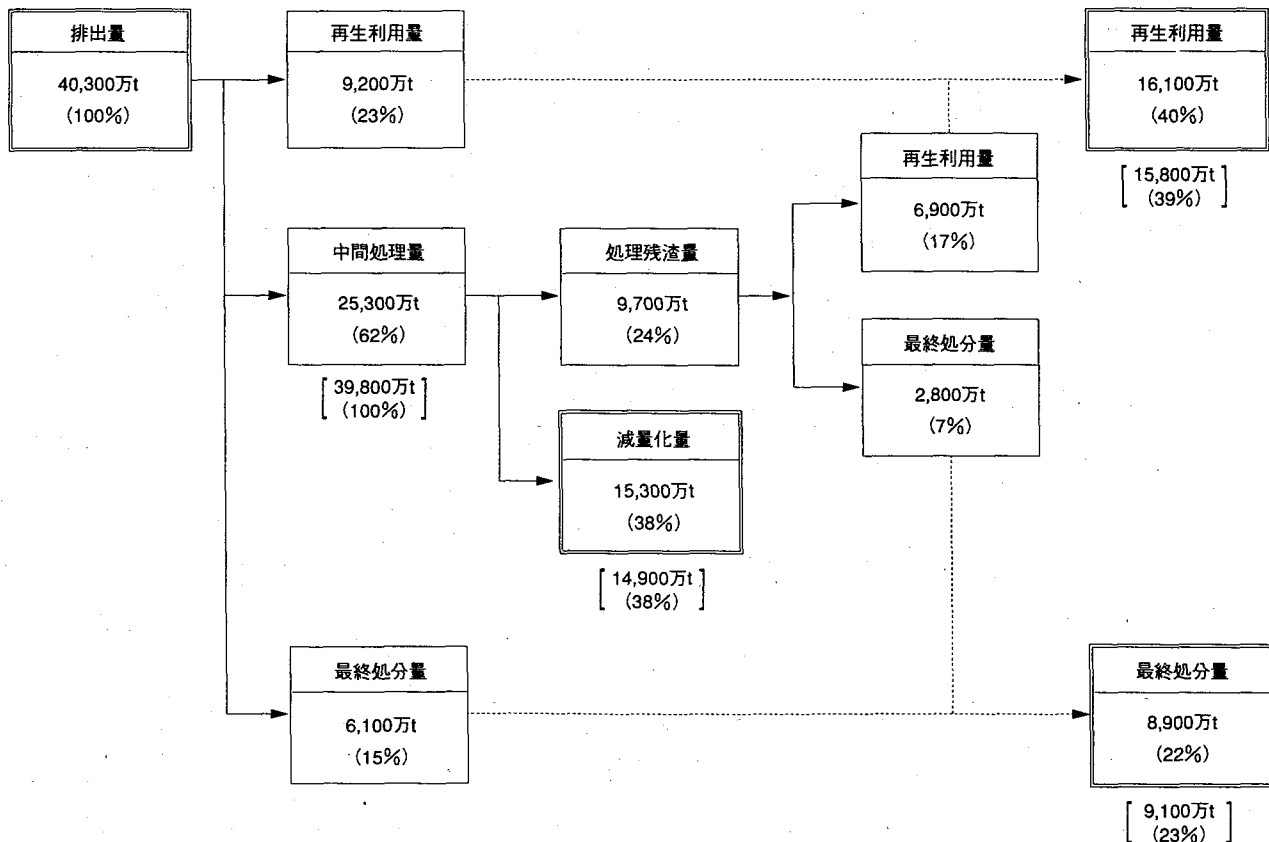 排出量
40,300万t
(100%)
再生利用量
9,200万t
(23%)
再生利用量
16,100万t
(40%)
[15,800万t
(39%)]
再生利用量
6,900万t
(17%)
中間処理量
25,300万t
(62%)
[39,800万t
(100%)]
処理残渣量
9,700万t
(24%)
最終処分量
2,800万t
(7%)
減量化量
15,300万t
(38%)
[14,900万t
(38%)]
最終処分量
6,100万t
(15%)
最終処分量
8,900万t
(22%)
[9,100万t
(23%)]